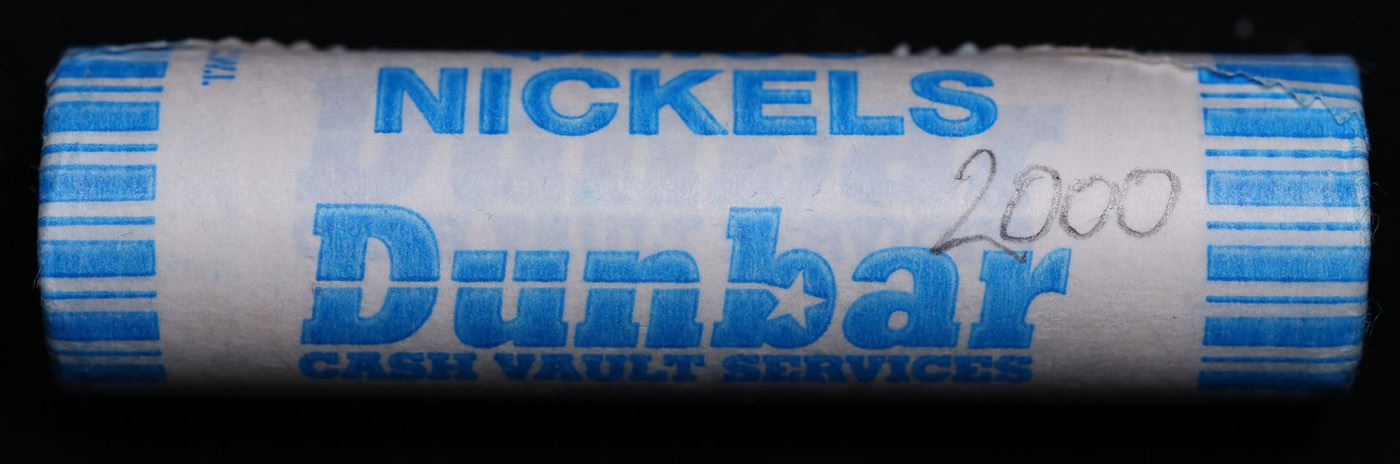 NICKELS
2000
Dunbar
CASH VAULT SERVICES